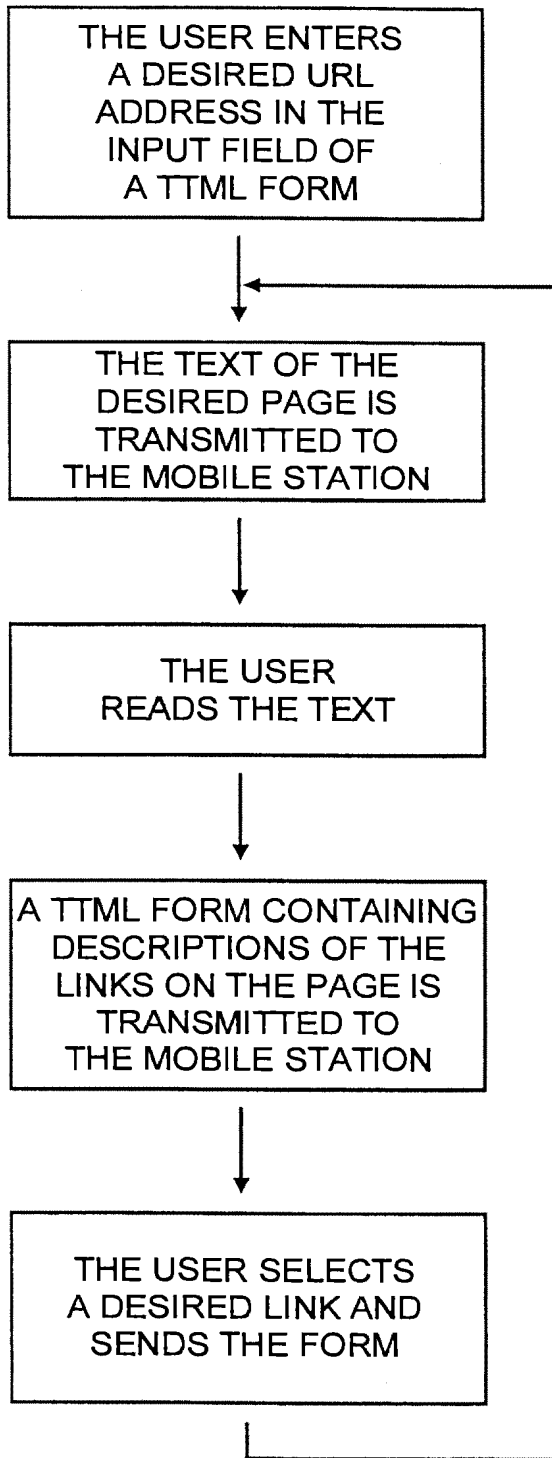 THE USER ENTERS
A DESIRED URL
ADDRESS IN THE
INPUT FIELD OF
A TTML FORM
THE TEXT OF THE
DESIRED PAGE IS
TRANSMITTED TO
THE MOBILE STATION
THE USER
READS THE TEXT
A TTML FORM CONTAINING
DESCRIPTIONS OF THE
LINKS ON THE PAGE IS
TRANSMITTED TO
THE MOBILE STATION
THE USER SELECTS
A DESIRED LINK AND
SENDS THE FORM